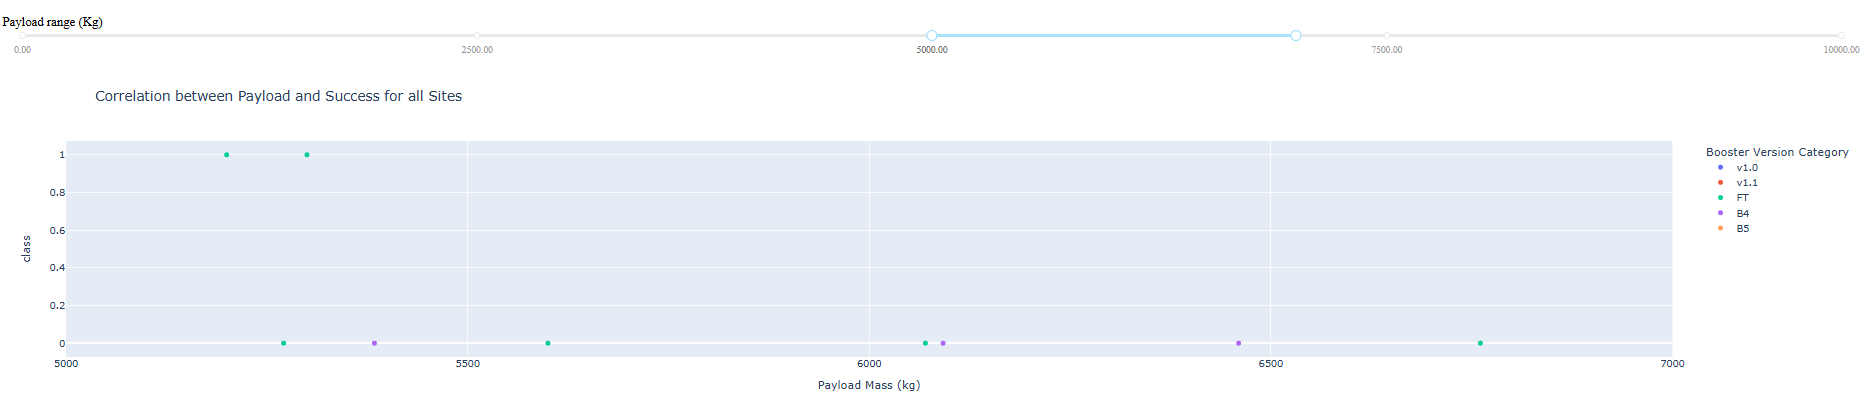 Payload range (Kg)
0.00 2500.00 5000.00 7500.00 10000.00
Correlation between Payload and Success for all Sites
1
0.8
0.6
0.4
0.2
0
class
5000 5500 6000 6500 7000
Payload Mass (kg)
Booster Version Category
v1.0
v1.1
FT
B4
B5